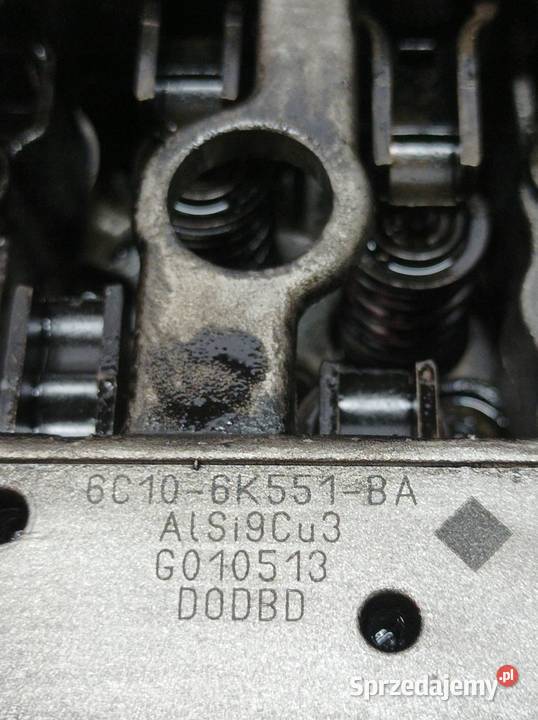 6C10-6K551-BA
AlSi9Cu3
G010513
D0DBD
Sprzedajemy.pl